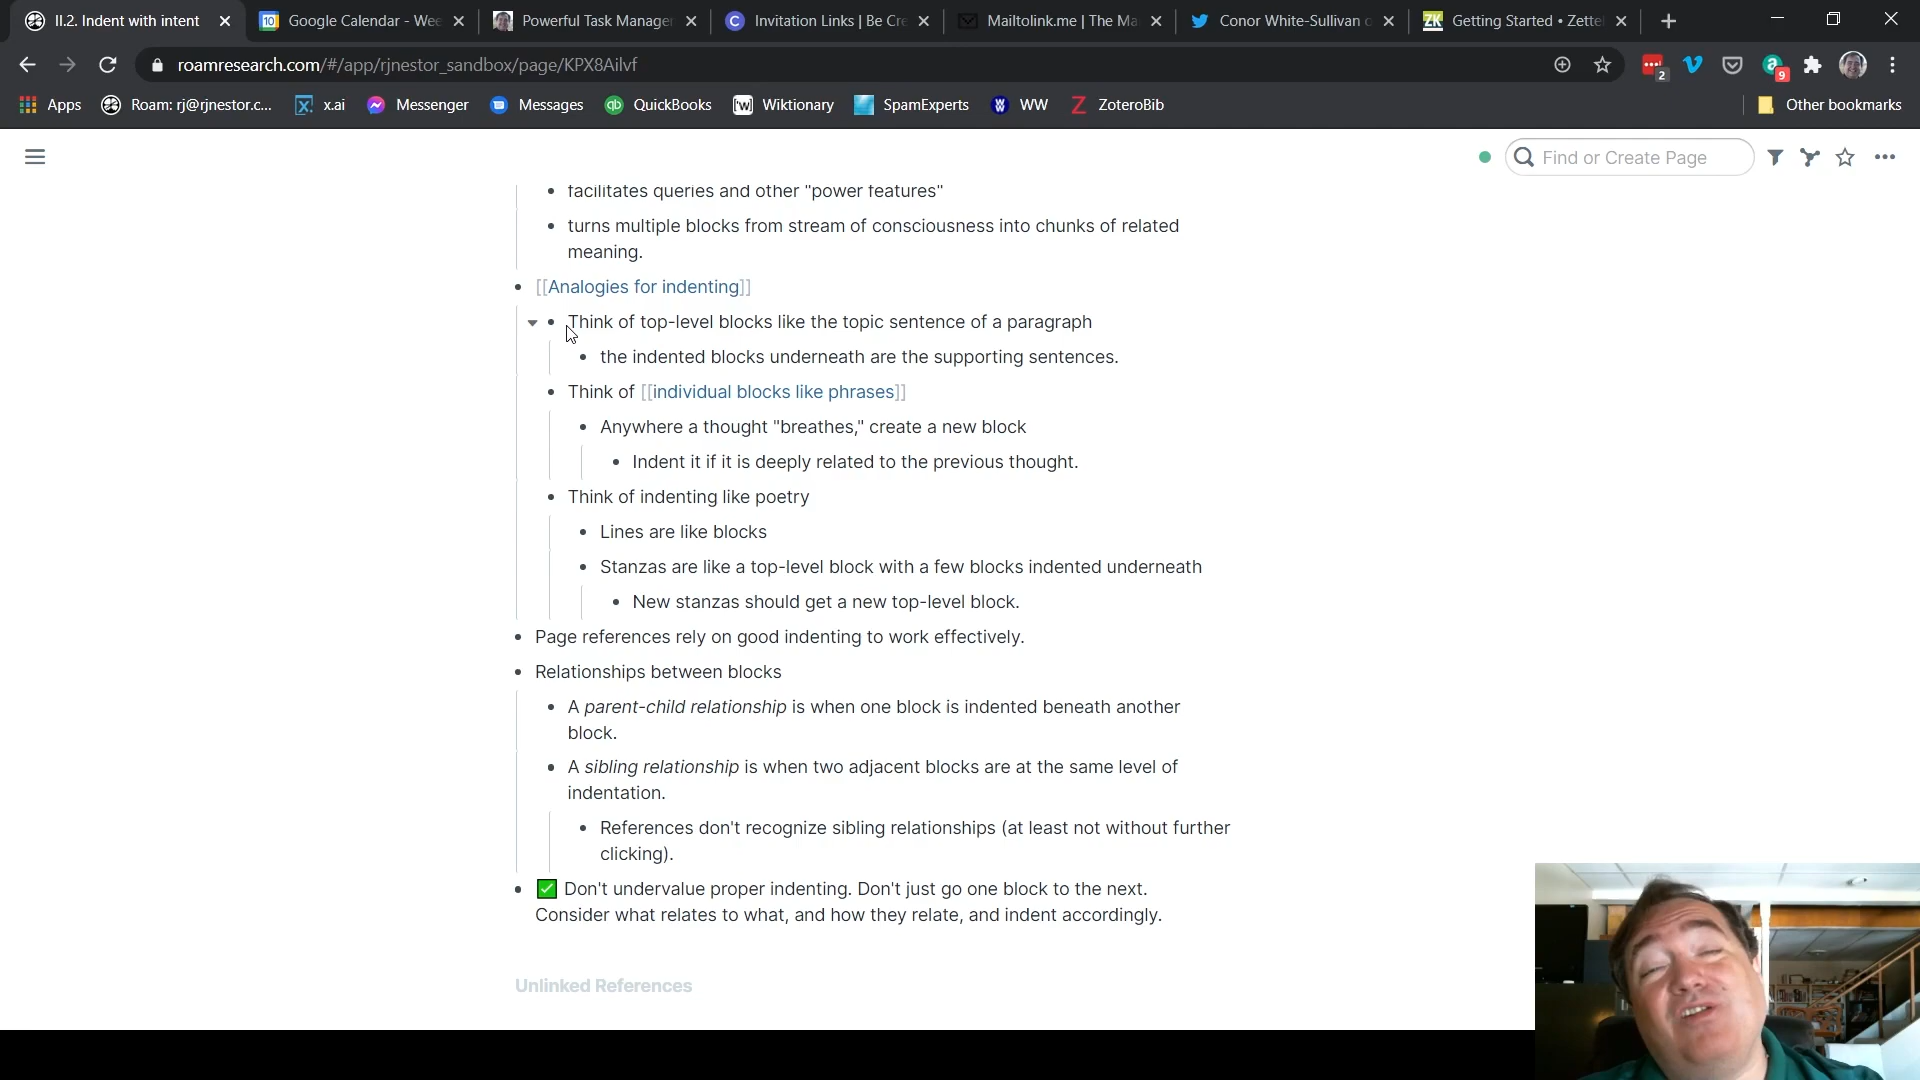 II.2. Indent with intent
Google Calendar - Wee
Powerful Task Manage
Invitation Links | Be Cre
Mailtolink.me | The Ma
Conor White-Sullivan o
ZK Getting Started • Zette
roamresearch.com/#/app/rjnestor_sandbox/page/KPX8Ailvf
2
9
Apps
Roam: rj@rjnestor.c...
x.ai
Messenger
Messages
QuickBooks
Wiktionary
SpamExperts
WW
ZoteroBib
Other bookmarks
Find or Create Page
facilitates queries and other "power features"
turns multiple blocks from stream of consciousness into chunks of related
meaning.
[[Analogies for indenting]]
Think of top-level blocks like the topic sentence of a paragraph
the indented blocks underneath are the supporting sentences.
Think of [[individual blocks like phrases]]
Anywhere a thought "breathes," create a new block
Indent it if it is deeply related to the previous thought.
Think of indenting like poetry
Lines are like blocks
Stanzas are like a top-level block with a few blocks indented underneath
New stanzas should get a new top-level block.
Page references rely on good indenting to work effectively.
Relationships between blocks
A parent-child relationship is when one block is indented beneath another
block.
A sibling relationship is when two adjacent blocks are at the same level of
indentation.
References don't recognize sibling relationships (at least not without further
clicking).
✅ Don't undervalue proper indenting. Don't just go one block to the next.
Consider what relates to what, and how they relate, and indent accordingly.
Unlinked References